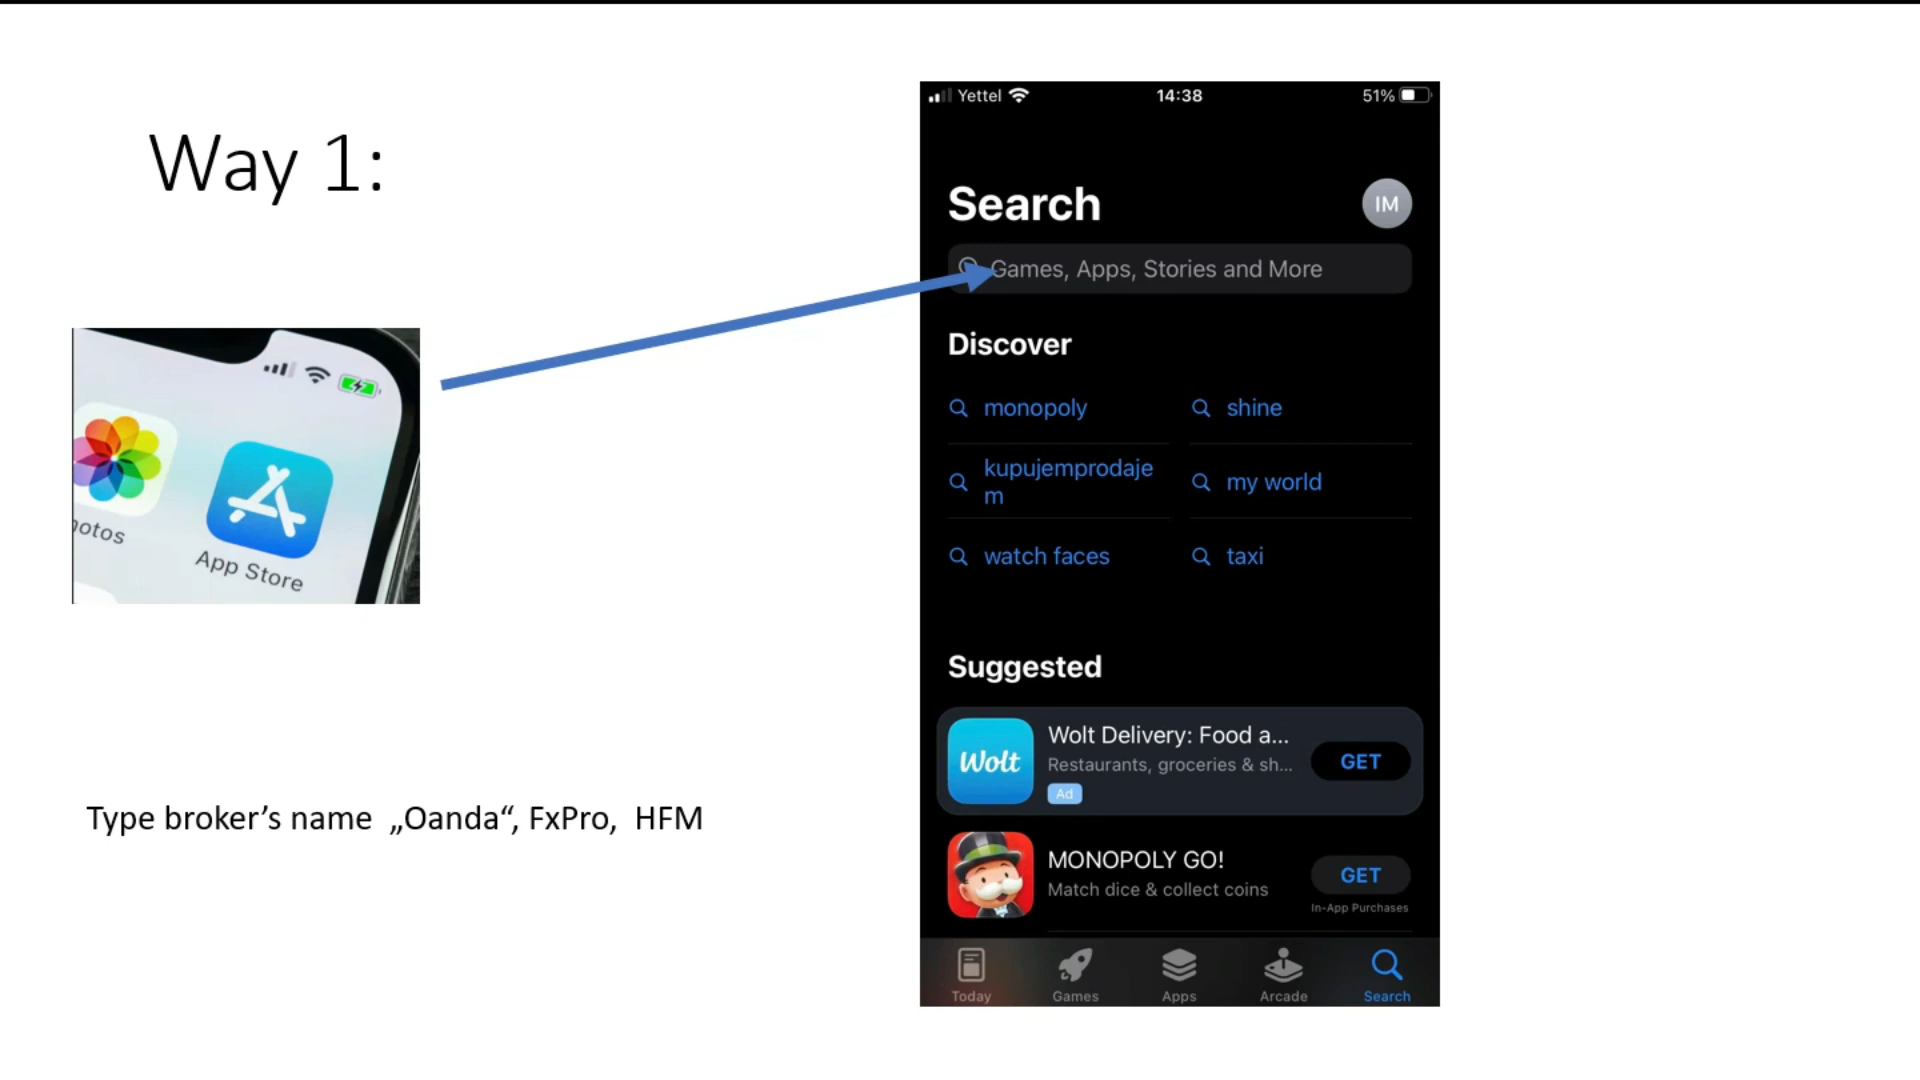 Way 1:
App Store
Type broker's name „Oanda“, FxPro, HFM
Yettel
14:38
51%
Search
IM
Games, Apps, Stories and More
Discover
monopoly
shine
kupujemprodaje
m
my world
watch faces
taxi
Suggested
Wolt
Wolt Delivery: Food a...
Restaurants, groceries & sh...
Ad
GET
MONOPOLY GO!
Match dice & collect coins
GET
In-App Purchases
Today
Games
Apps
Arcade
Search